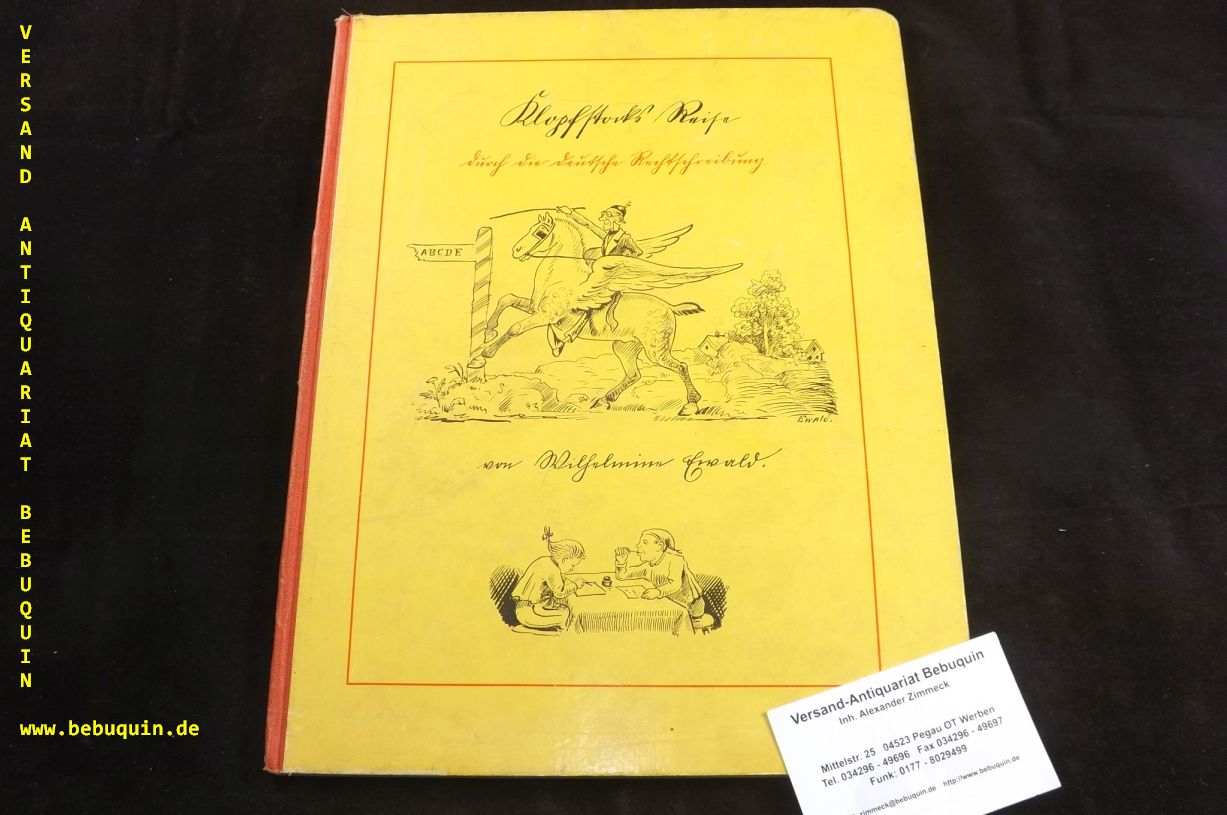 VERSAND ANTIQUARIAT BEBUQUIN
www.bebuquin.de
Klopfstocks Reise
durch die deutsche Rechtschreibung
ABCDE
Ewald.
von Wilhelmine Ewald.
Versand-Antiquariat Bebuquin
Inh. Alexander Zimmeck
Mittelstr. 25 04523 Pegau OT Werben
Tel. 034296 - 49696 Fax 034296 - 49697
Funk: 0177 - 8029499
zimmeck@bebuquin.de http://www.bebuquin.de